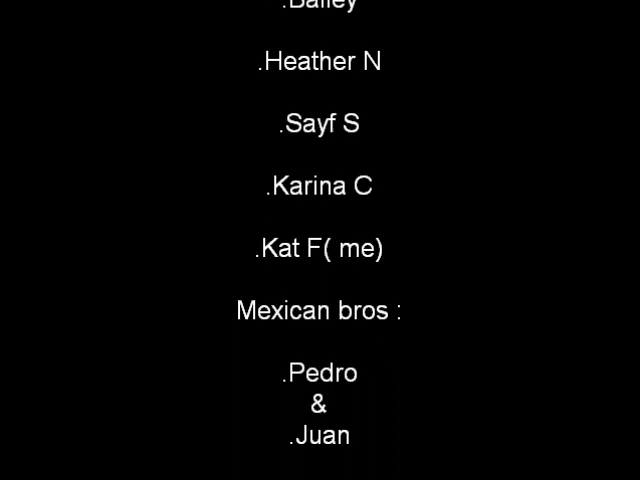 .Bailey
.Heather N
.Sayf S
.Karina C
.Kat F( me)
Mexican bros :
.Pedro
&
.Juan